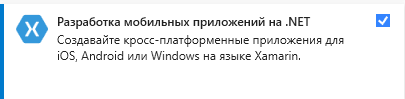 Разработка мобильных приложений на .NET
Создавайте кросс-платформенные приложения для
iOS, Android или Windows на языке Xamarin.